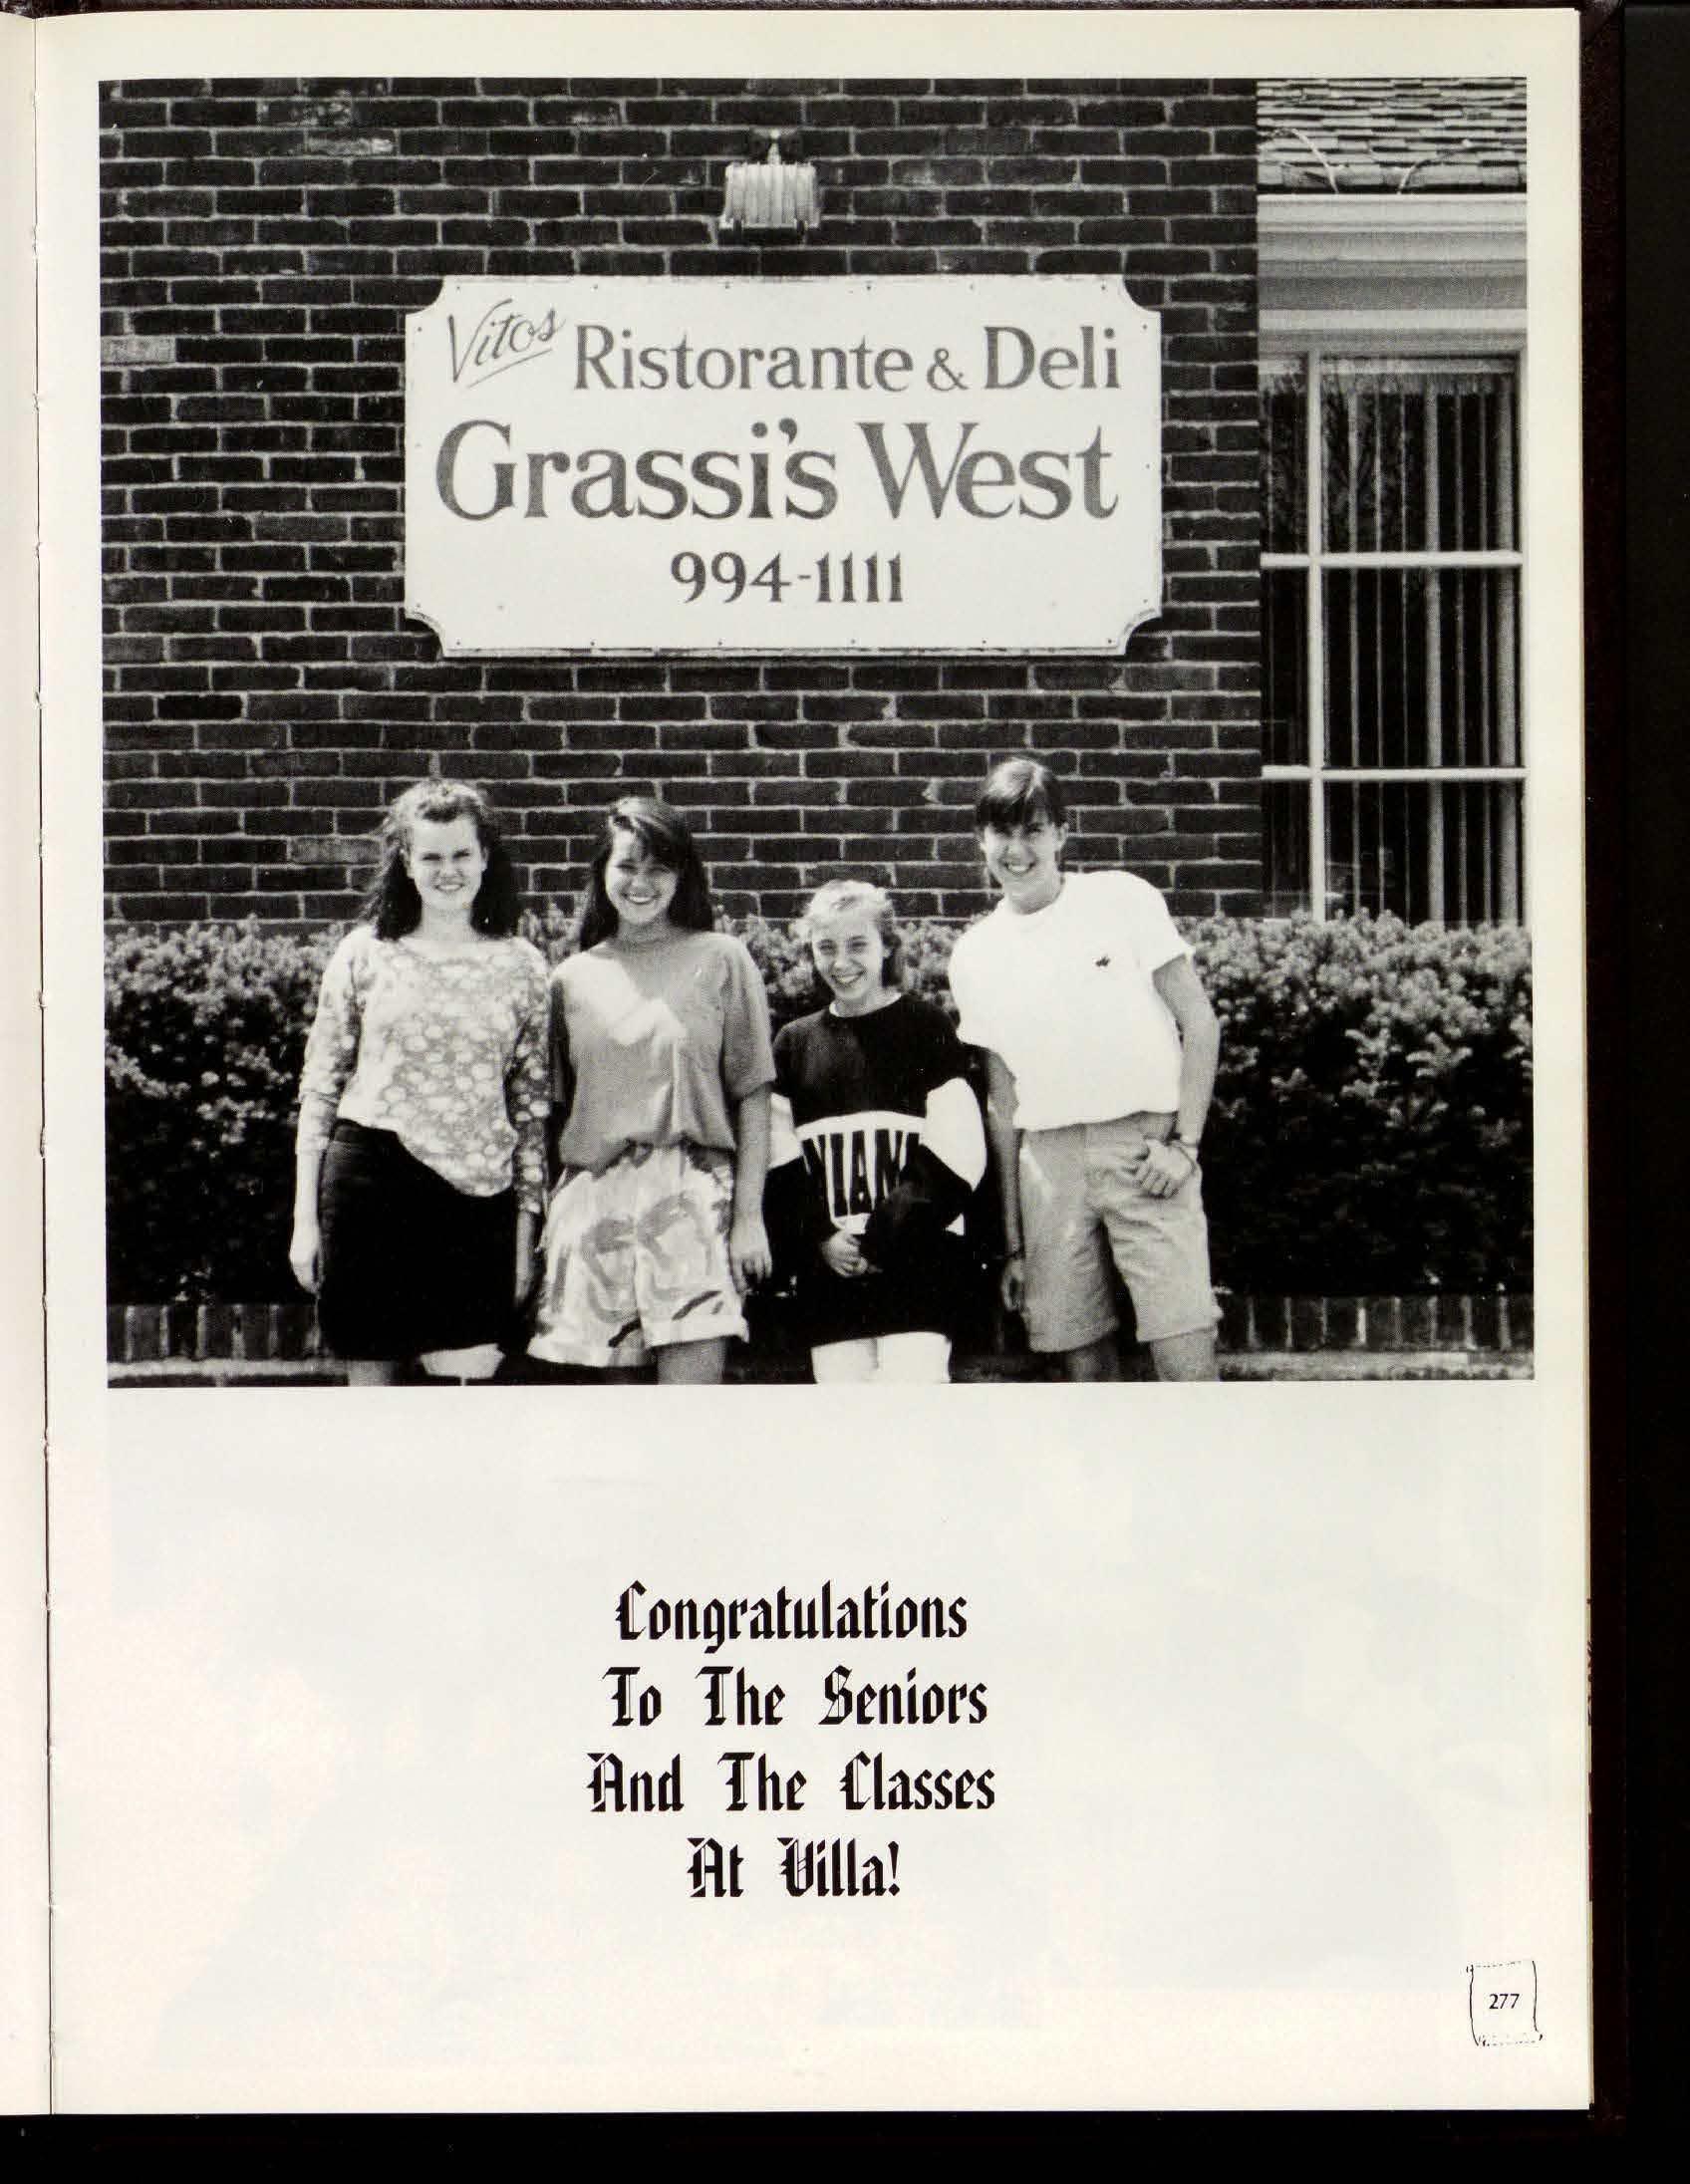 Vitos Ristorante & Deli
Grassi's West
994-1111
Congratulations
To The Seniors
And The Classes
At Villa!
277